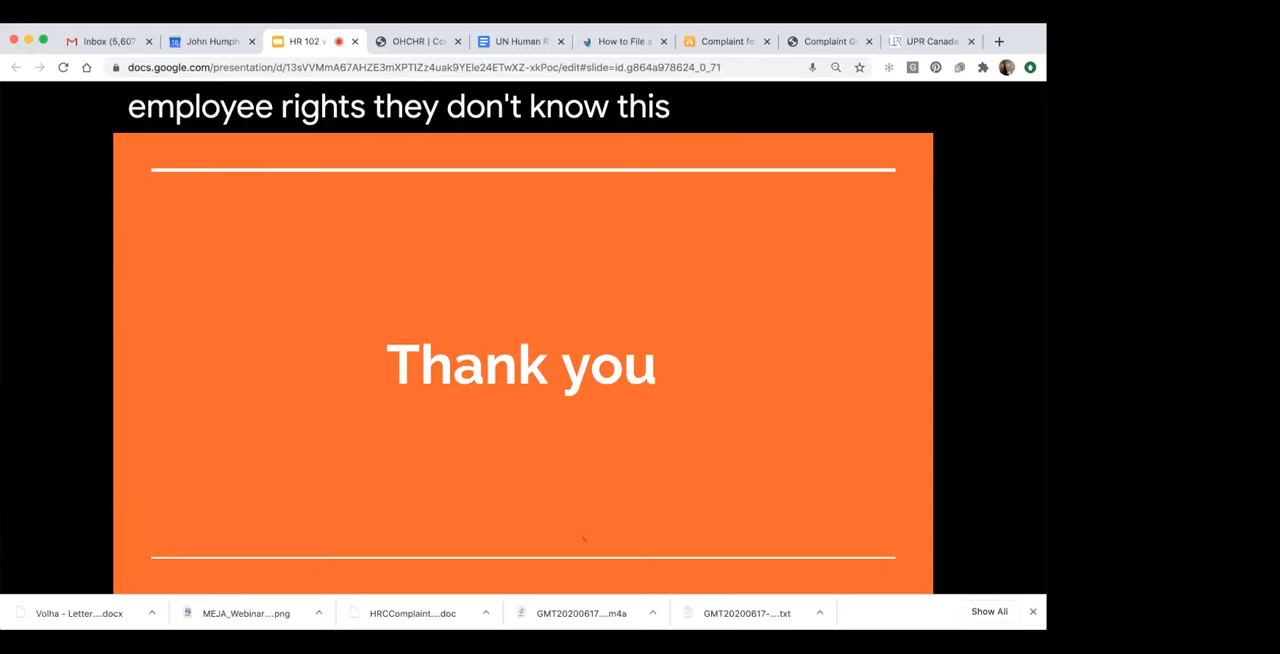 Inbox (5,607
John Humph
HR 102 v
OHCHR | Co
UN Human R
How to File a
Complaint fo
Complaint G
UPR Canada
docs.google.com/presentation/d/13sVVMmA67AHZE3mXPTIZz4uak9YEle24ETwXZ-xkPoc/edit#slide=id.g864a978624_0_71
employee rights they don't know this
Thank you
Volha - Letter....docx
MEJA_Webinar....png
HRCComplaint....doc
GMT20200617....m4a
GMT20200617-....txt
Show All